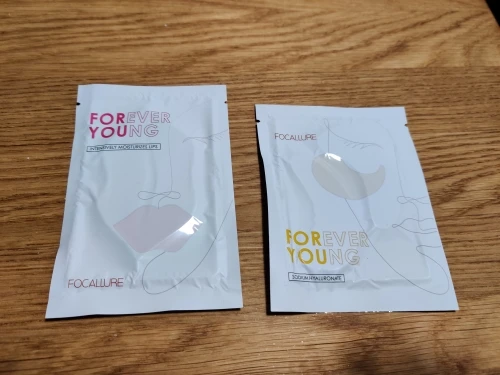 FOREVER
YOUNG
INTENSIVELY MOISTURIZES LIPS
FOCALLURE
FOCALLURE
FOREVER
YOUNG
SODIUM HYALURONATE